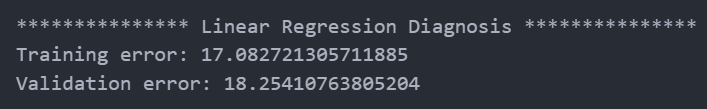 *************** Linear Regression Diagnosis ***************
Training error: 17.082721305711885
Validation error: 18.25410763805204